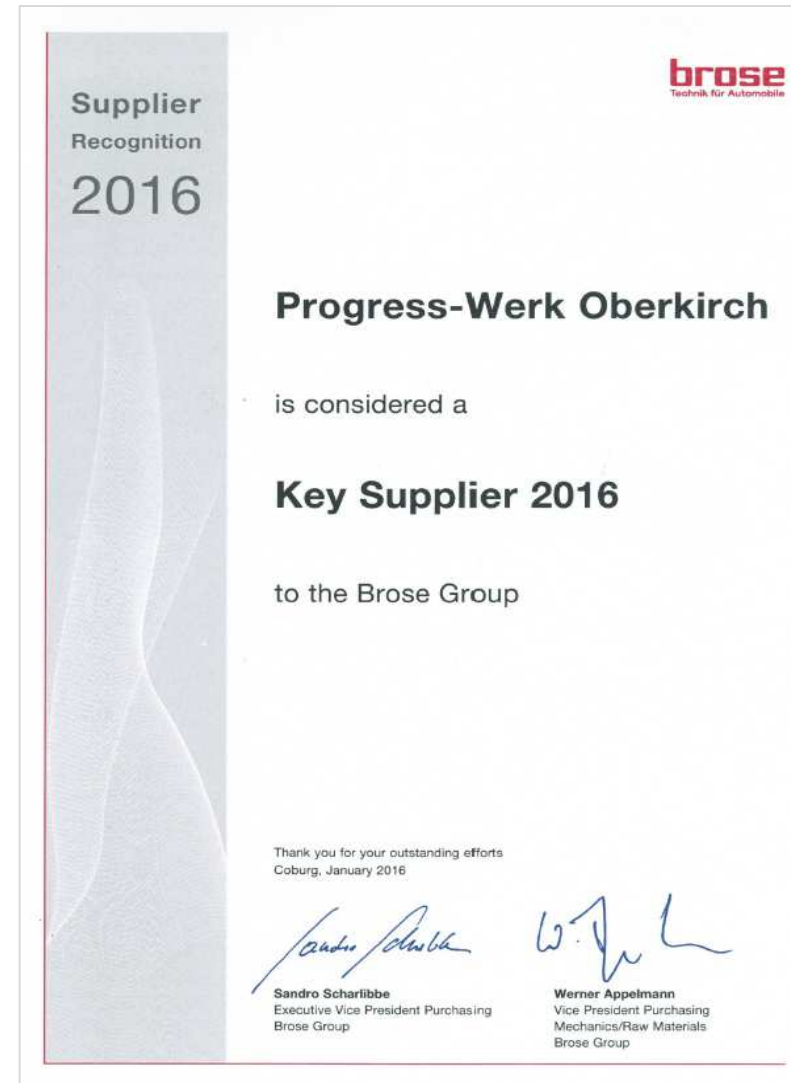 Supplier
Recognition
2016
brose
Technik für Automobile
Progress-Werk Oberkirch
is considered a
Key Supplier 2016
to the Brose Group
Thank you for your outstanding efforts
Coburg, January 2016
Sandro Scharlibbe
Executive Vice President Purchasing
Brose Group
Werner Appelmann
Vice President Purchasing
Mechanics/Raw Materials
Brose Group